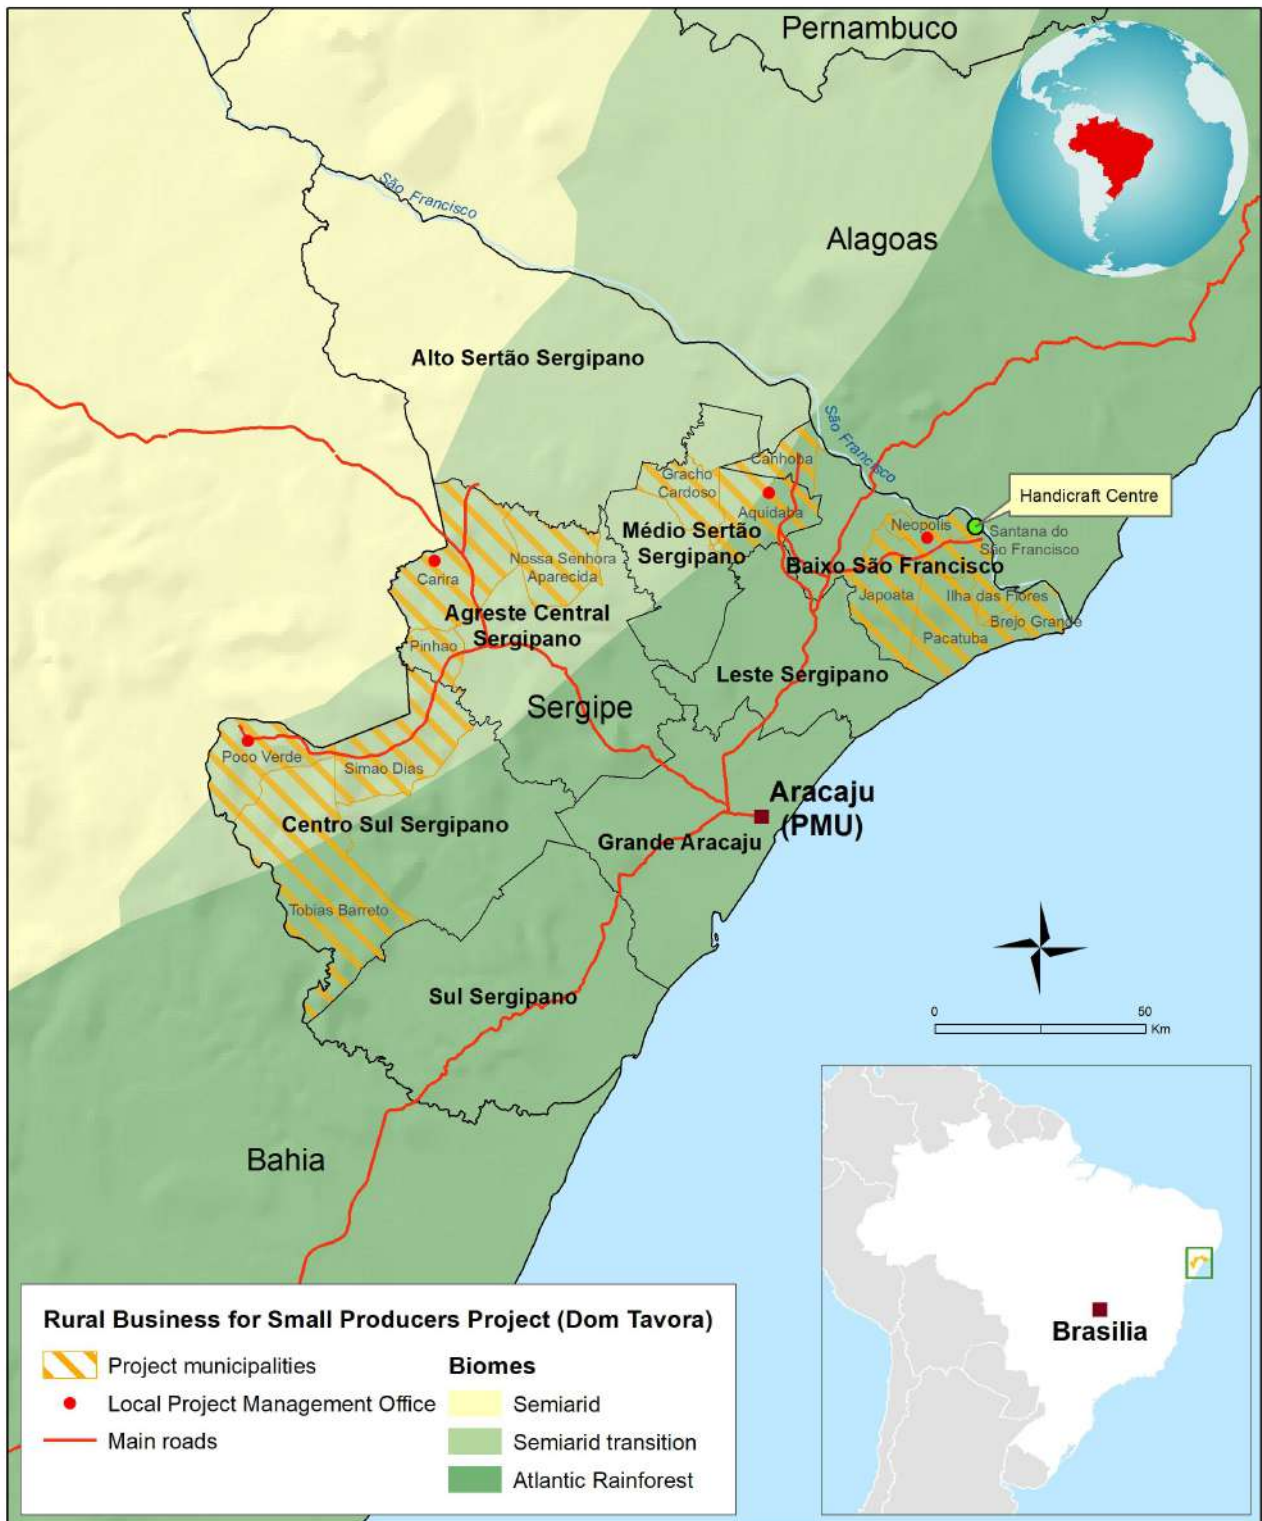 Pernambuco
São Francisco
Alagoas
Alto Sertão Sergipano
São Francisco
Canhoba
Gracho
Cardoso
Aquidaba
Handicraft Centre
Neopolis
Santana do
São Francisco
Médio Sertão
Sergipano
Baixo São Francisco
Nossa Senhora
Aparecida
Carira
Japoata
Ilha das Flores
Brejo Grande
Agreste Central
Sergipano
Pinhao
Pacatuba
Leste Sergipano
Sergipe
Poco Verde
Simao Dias
Aracaju
(PMU)
Centro Sul Sergipano
Grande Aracaju
Tobias Barreto
Sul Sergipano
0 50
Km
Bahia
Brasilia
Rural Business for Small Producers Project (Dom Tavora)
Project municipalities
Local Project Management Office
Main roads
Biomes
Semiarid
Semiarid transition
Atlantic Rainforest